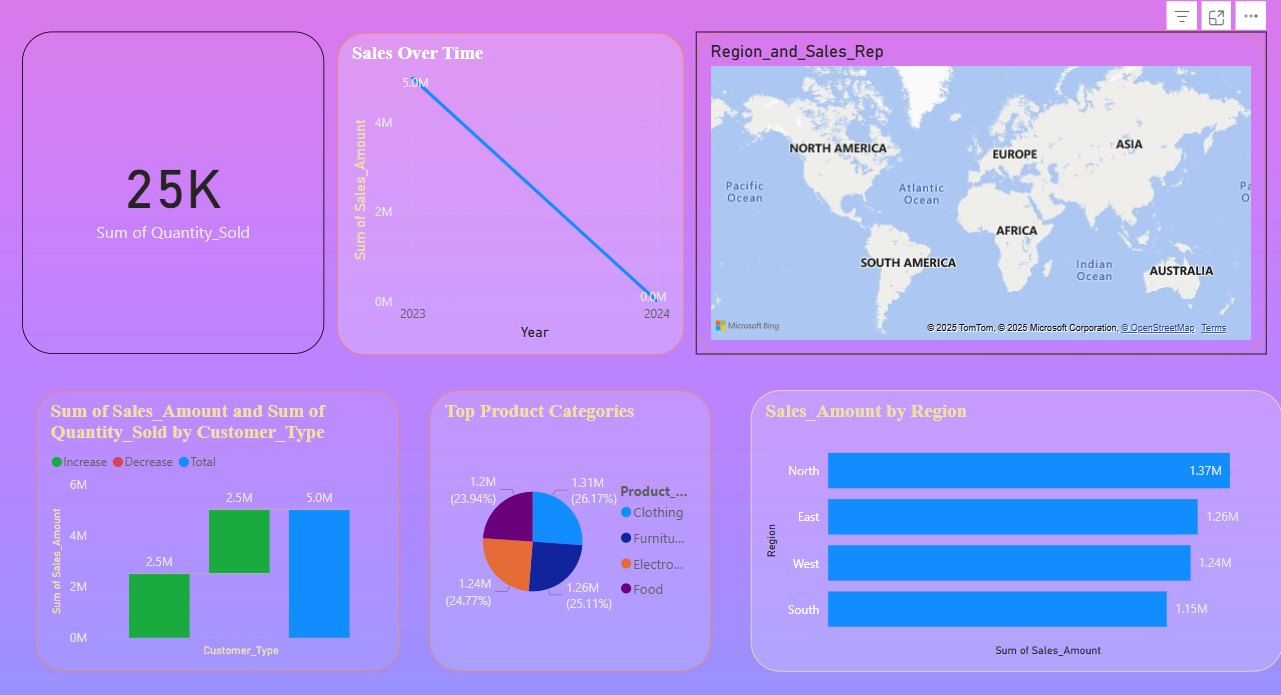 25K
Sum of Quantity_Sold
Sales Over Time
Sum of Sales_Amount
5.0M
4M
2M
0M
0.0M
2023
2024
Year
Region_and_Sales_Rep
NORTH AMERICA
EUROPE
ASIA
Pacific
Ocean
Atlantic
Ocean
Pa
O
AFRICA
SOUTH AMERICA
Indian
Ocean
AUSTRALIA
Microsoft Bing
© 2025 TomTom, © 2025 Microsoft Corporation, © OpenStreetMap Terms
Sum of Sales_Amount and Sum of
Quantity_Sold by Customer_Type
Increase Decrease Total
Sum of Sales_Amount
6M
4M
2M
0M
2.5M
2.5M
5.0M
Customer_Type
Top Product Categories
1.2M
(23.94%)
1.31M
(26.17%)
1.24M
(24.77%)
1.26M
(25.11%)
Product_...
Clothing
Furnitu...
Electro...
Food
Sales_Amount by Region
Region
North 1.37M
East 1.26M
West 1.24M
South 1.15M
Sum of Sales_Amount